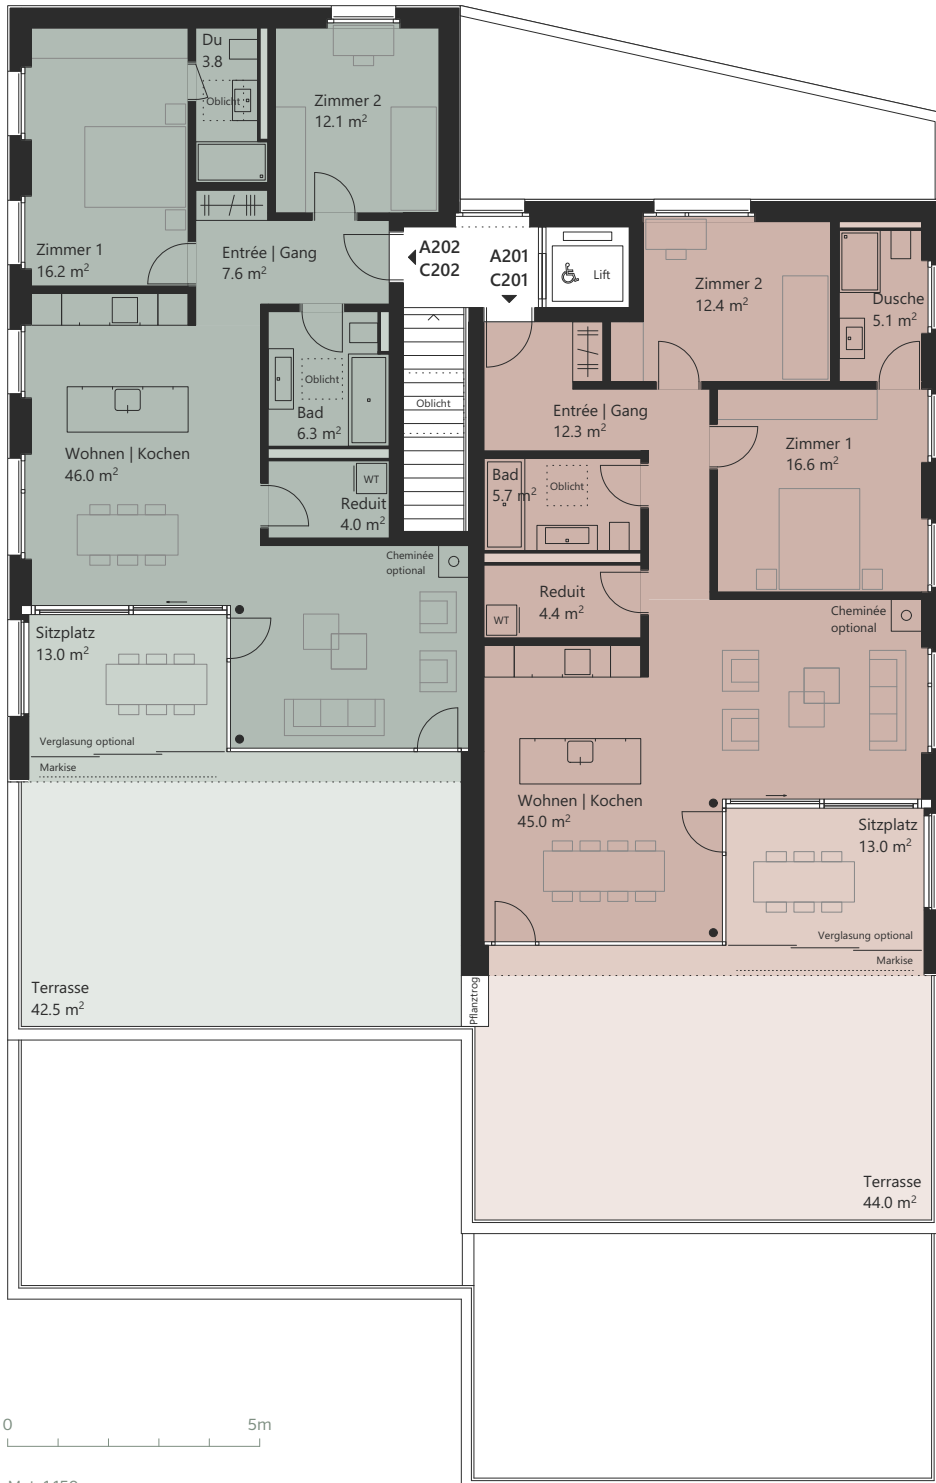 Du
3.8
Oblicht
Zimmer 2
12.1 m²
Zimmer 1
16.2 m²
Entrée | Gang
7.6 m²
A202
C202
A201
C201
Lift
Zimmer 2
12.4 m²
Dusche
5.1 m²
Oblicht
Bad
6.3 m²
Oblicht
Entrée | Gang
12.3 m²
Zimmer 1
16.6 m²
Wohnen | Kochen
46.0 m²
WT
Reduit
4.0 m²
Bad
5.7 m²
Oblicht
Cheminée
optional
Reduit
4.4 m²
WT
Cheminée
optional
Sitzplatz
13.0 m²
Verglasung optional
Markise
Wohnen | Kochen
45.0 m²
Sitzplatz
13.0 m²
Verglasung optional
Markise
Terrasse
42.5 m²
Pflanztrog
Terrasse
44.0 m²
0 5m